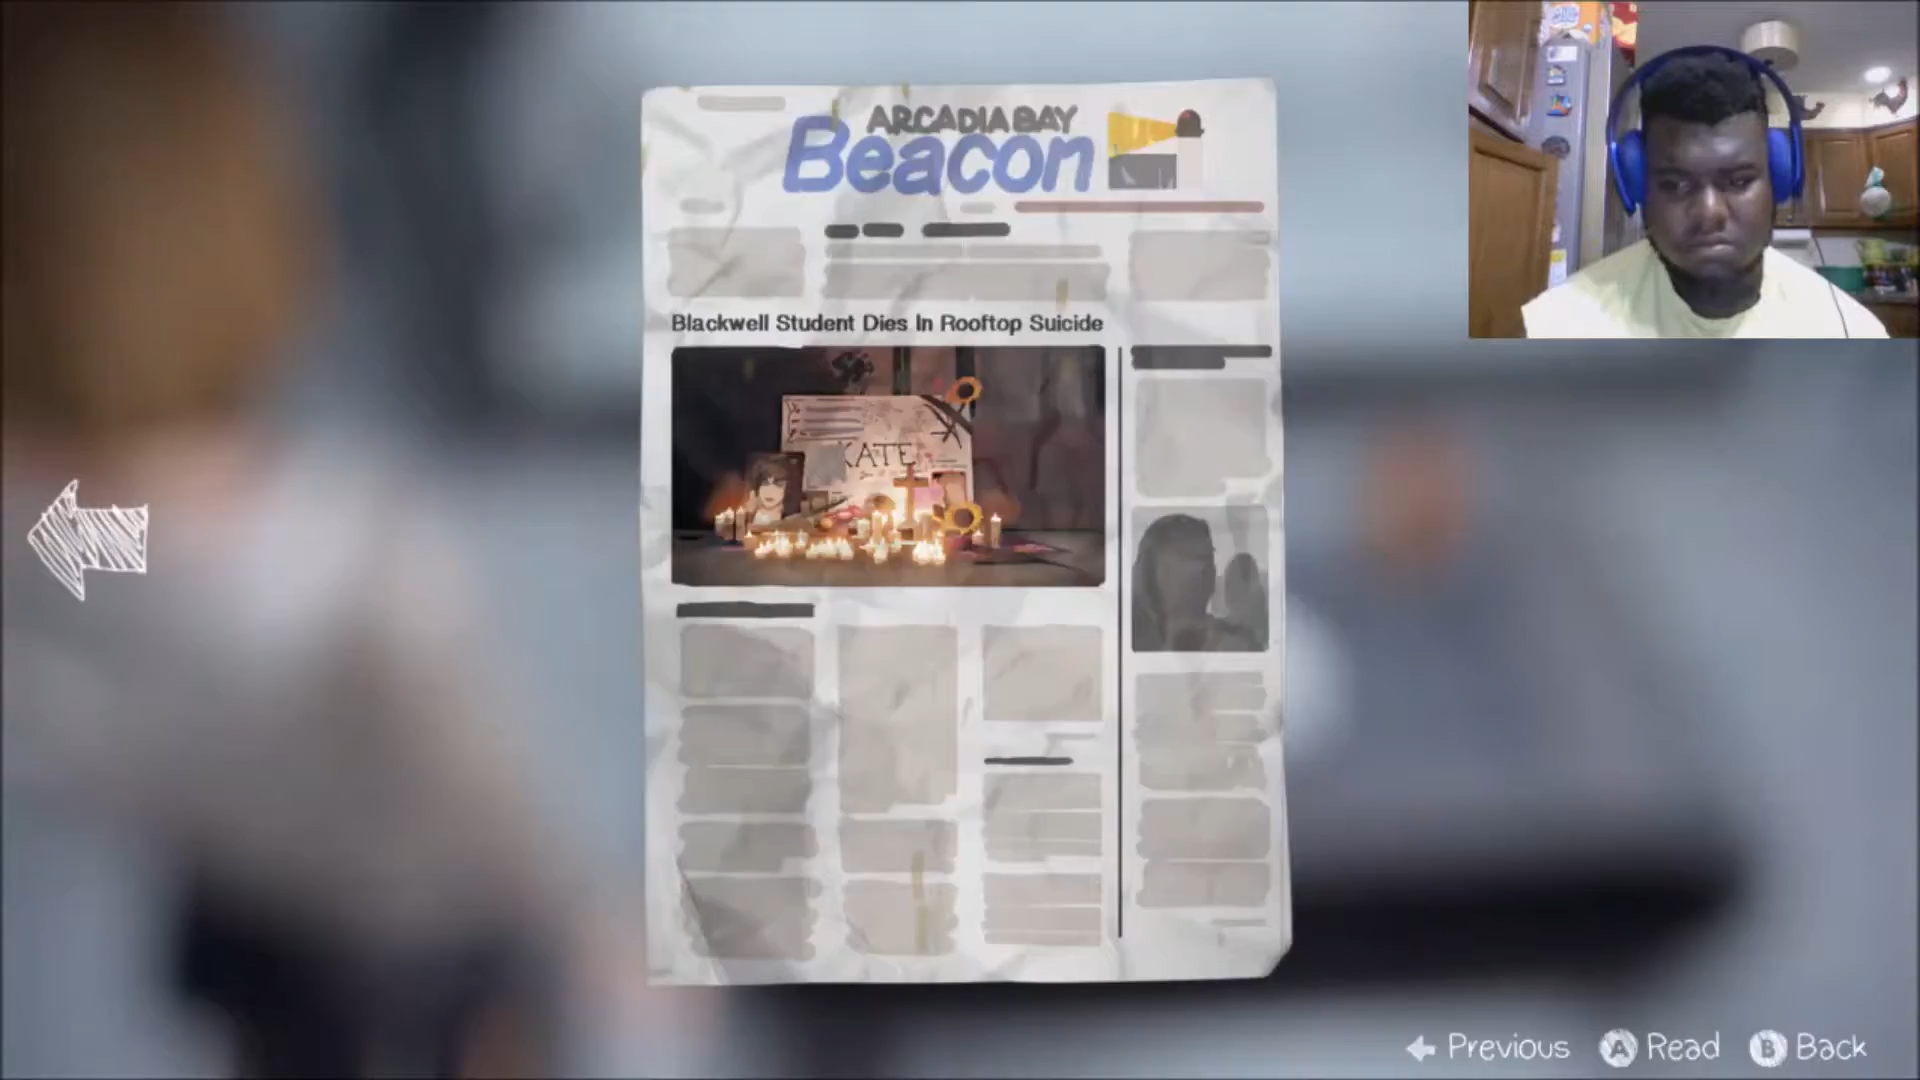 ARCADIA BAY
Beacon
Blackwell Student Dies In Rooftop Suicide
KATE
Previous
A Read
B Back